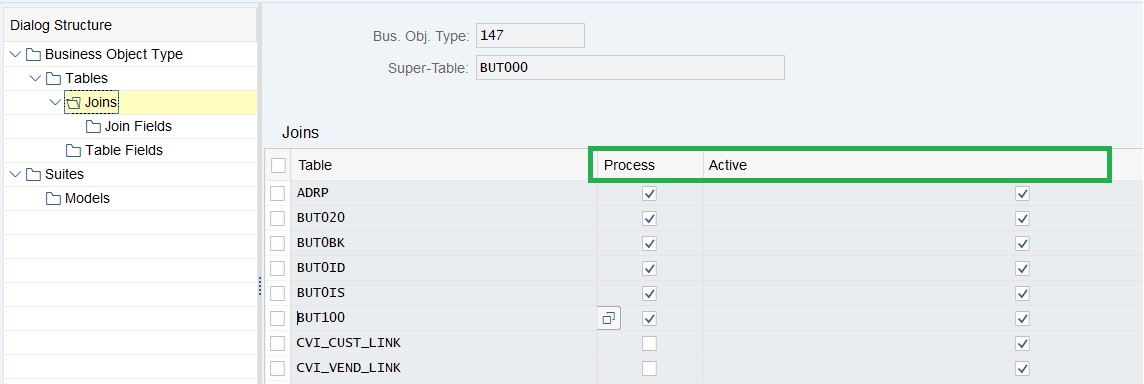 Dialog Structure
Business Object Type
Tables
Joins
Join Fields
Table Fields
Suites
Models
Bus. Obj. Type: 147
Super-Table: BUT000
Joins
Table Process Active
ADRP
BUT020
BUT0BK
BUT0ID
BUT0IS
BUT100
CVI_CUST_LINK
CVI_VEND_LINK